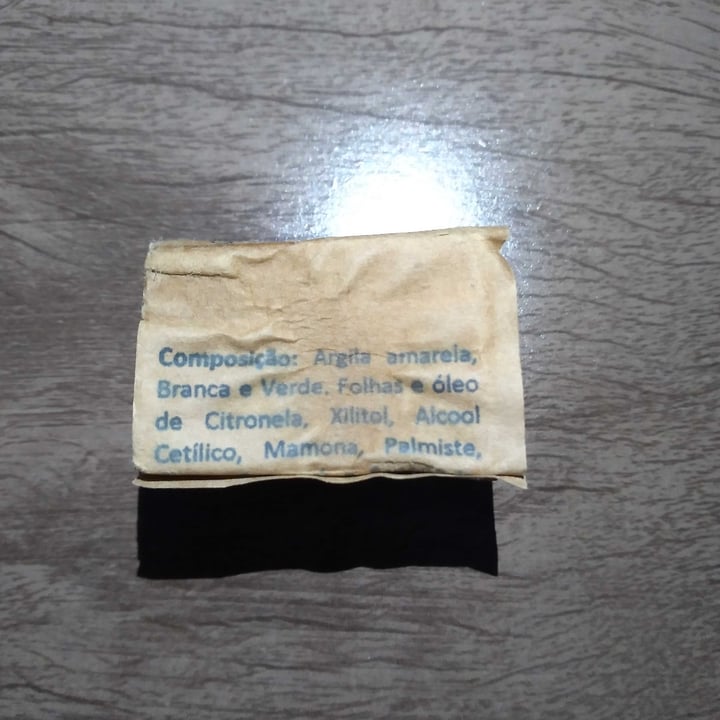 Composição: Argila amarela,
Branca e Verde. Folhas e óleo
de Citronela, Xilitol, Alcool
Cetílico, Mamona, Palmiste,